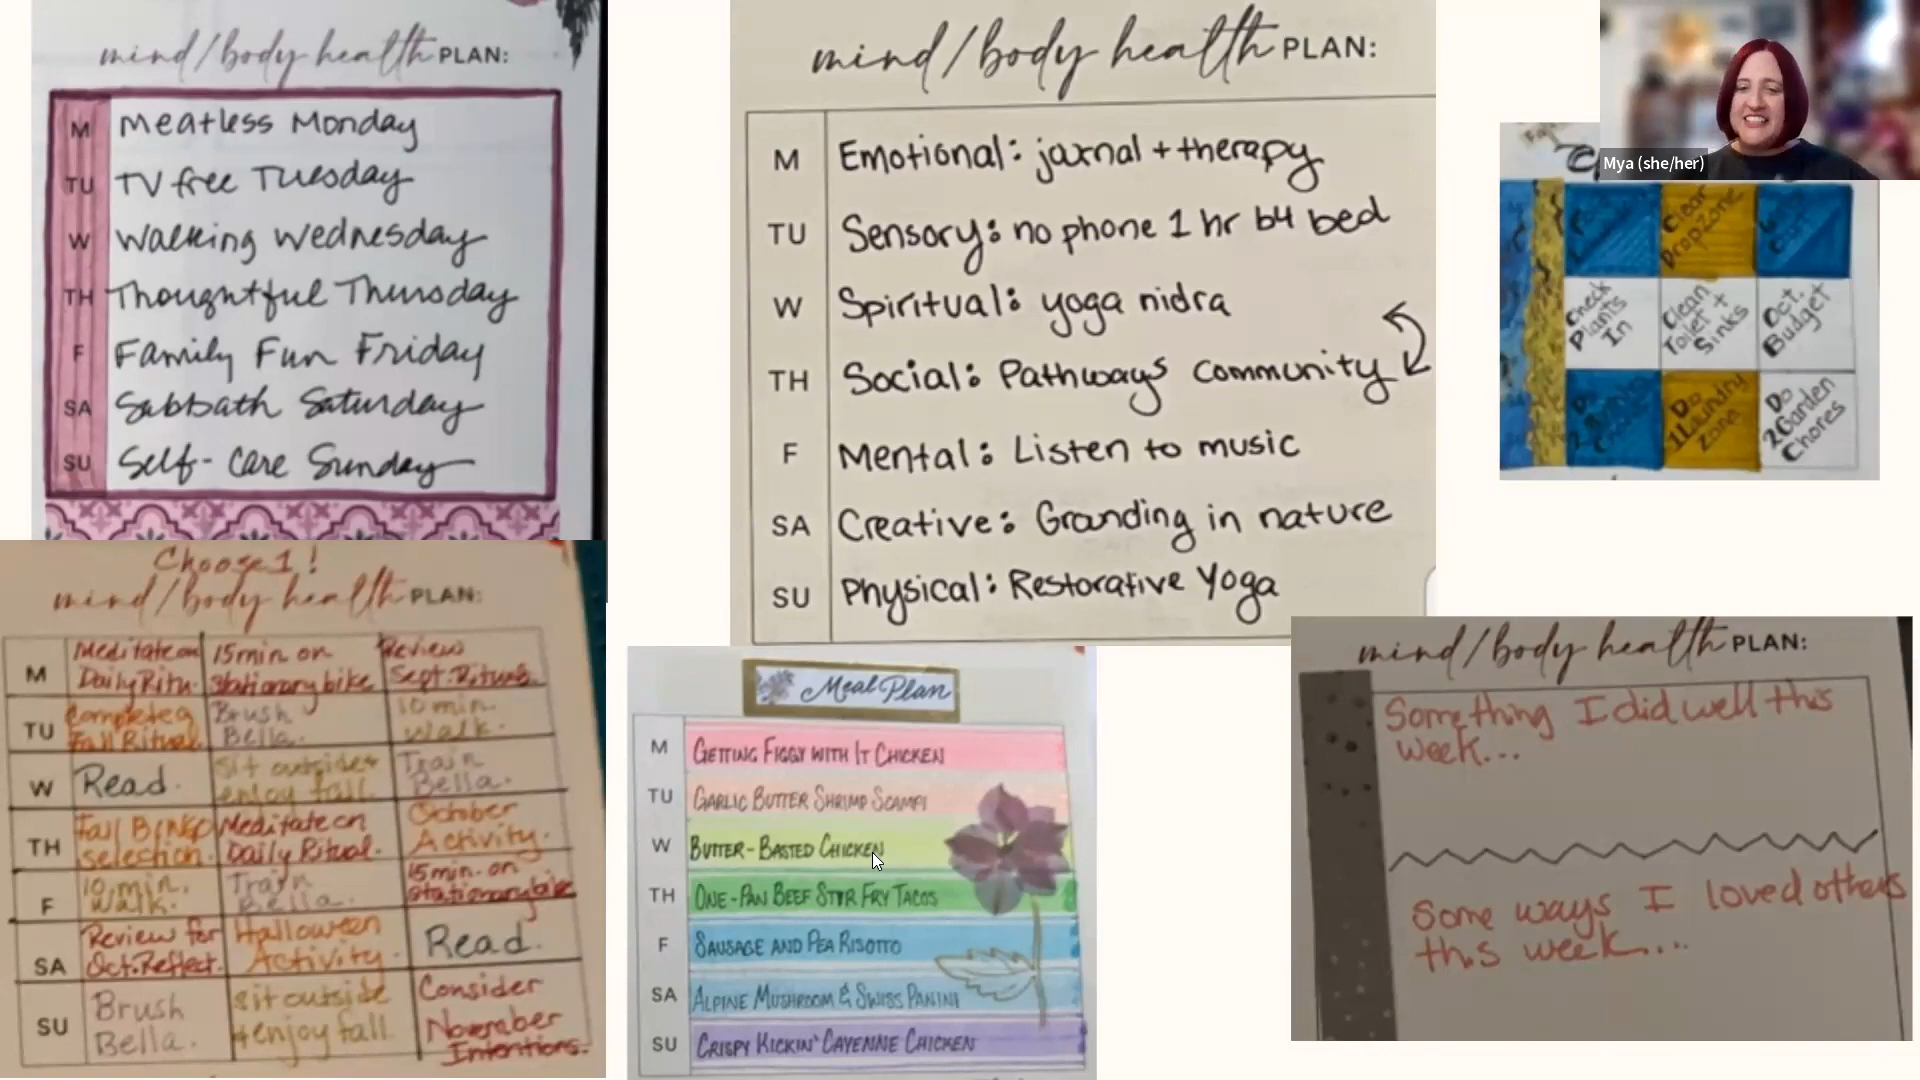 mind/body health PLAN:
M Meatless Monday
TU TV free Tuesday
W Walking Wednesday
TH Thoughtful Thursday
F Family Fun Friday
SA Sabbath Saturday
SU Self-Care Sunday
mind/body health PLAN:
M Emotional: journal + therapy
TU Sensory: no phone 1 hr b4 bed
W Spiritual: yoga nidra
TH Social: Pathways Community
F Mental: Listen to music
SA Creative: Grounding in nature
SU Physical: Restorative Yoga
Mya (she/her)
Clear
DropZone
Check
Plants
In
Clean
Toilet +
Sinks
Oct.
Budget
Do
1 Laundry
Zone
Do
2 Garden
Chores
Choose 1!
mind/body health PLAN:
M
Meditate on
Daily Ritu.
15 min on
stationary bike
Review
Sept. Rituals.
TU
Complete a
Fall Ritual.
Brush
Bella.
10 min.
Walk.
W
Read.
Sit outside +
enjoy fall.
Train
Bella.
TH
Fall BINGO
selection.
Meditate on
Daily Ritual.
October
Activity.
F
10 min.
Walk.
Train
Bella.
15 min. on
stationary bike
SA
Review for
Oct. Reflect.
Halloween
Activity.
Read.
SU
Brush
Bella.
Sit outside
+ enjoy fall.
Consider
November
Intentions.
Meal Plan
M GETTING FIGGY WITH IT CHICKEN
TU GARLIC BUTTER SHRIMP SCAMPI
W BUTTER-BASTED CHICKEN
TH ONE-PAN BEEF STIR FRY TACOS
F SAUSAGE AND PEA RISOTTO
SA ALPINE MUSHROOM & SWISS PANINI
SU CRISPY KICKIN' CAYENNE CHICKEN
mind/body health PLAN:
Something I did well this
week...
Some ways I loved others
this week....